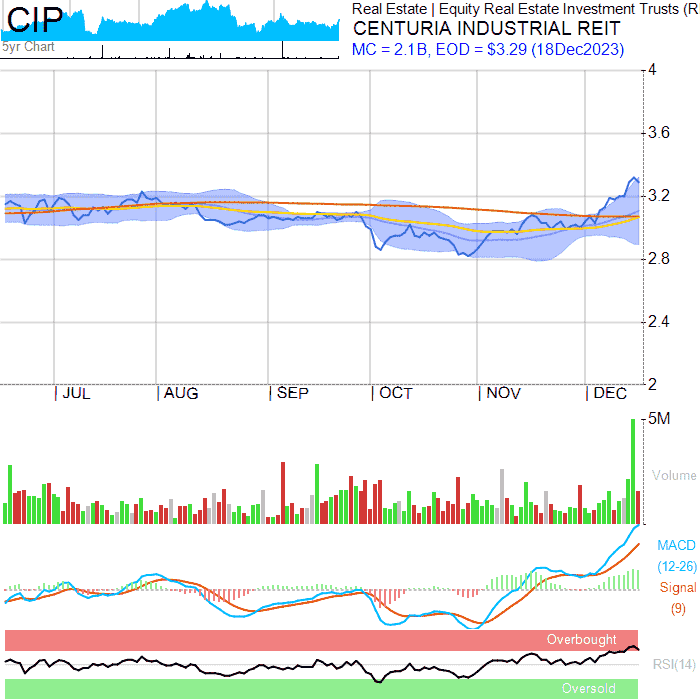 CIP
5yr Chart
Real Estate | Equity Real Estate Investment Trusts (R
CENTURIA INDUSTRIAL REIT
MC = 2.1B, EOD = $3.29 (18Dec2023)
4
3.6
3.2
2.8
2.4
2
JUL AUG SEP OCT NOV DEC
5M
Volume
MACD
(12-26)
Signal
(9)
Overbought
RSI(14)
Oversold